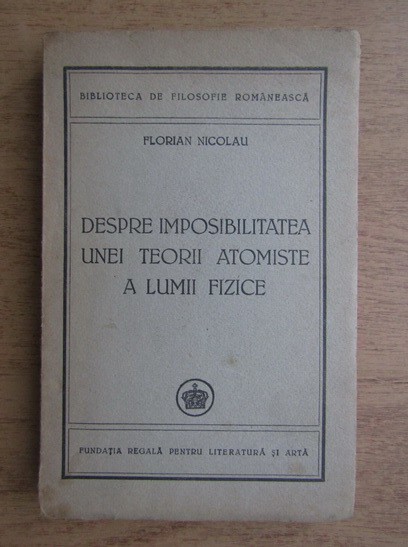 BIBLIOTECA DE FILOSOFIE ROMÂNEASCĂ
FLORIAN NICOLAU
DESPRE IMPOSIBILITATEA
UNEI TEORII ATOMISTE
A LUMII FIZICE
FUNDAȚIA REGALĂ PENTRU LITERATURĂ ȘI ARTĂ